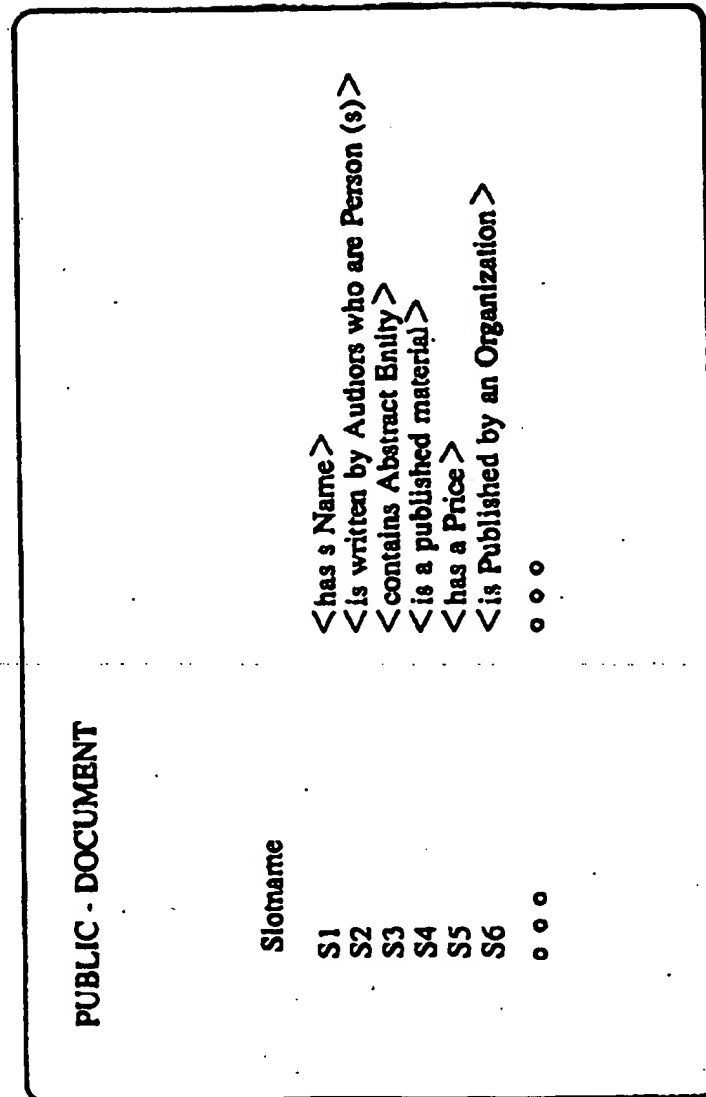 PUBLIC - DOCUMENT
Slotname
S1 <has s Name>
S2 <is written by Authors who are Person (s)>
S3 <contains Abstract Entity>
S4 <is a published material>
S5 <has a Price>
S6 <is Published by an Organization>
o o o o o o